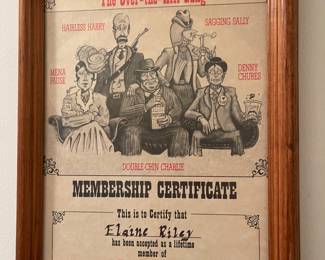 The Over-the-Hill Gang
HAIRLESS HARRY
SAGGING SALLY
MENA
PAUSE
DENNY
CHURES
DOUBLE-CHIN CHARLIE
MEMBERSHIP CERTIFICATE
This is to Certify that
Elaine Riley
has been accepted as a lifetime
member of